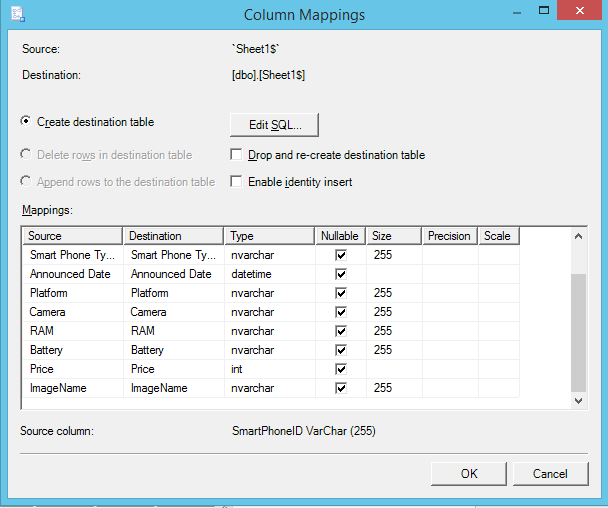 Column Mappings
Source: `Sheet1$`
Destination: [dbo].[Sheet1$]
Create destination table Edit SQL...
Delete rows in destination table Drop and re-create destination table
Append rows to the destination table Enable identity insert
Mappings:
Source Destination Type Nullable Size Precision Scale
Smart Phone Ty... Smart Phone Ty... nvarchar 255
Announced Date Announced Date datetime
Platform Platform nvarchar 255
Camera Camera nvarchar 255
RAM RAM nvarchar 255
Battery Battery nvarchar 255
Price Price int
ImageName ImageName nvarchar 255
Source column: SmartPhoneID VarChar (255)
OK Cancel